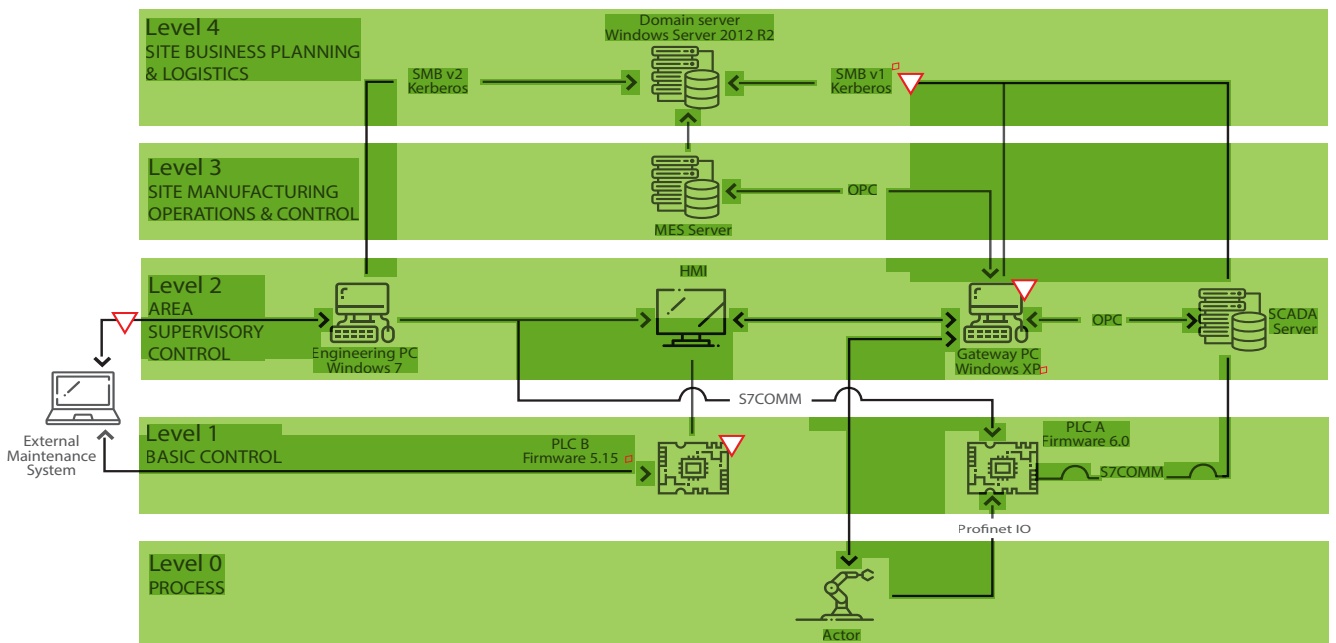 Level 4
SITE BUSINESS PLANNING
& LOGISTICS
Domain server
Windows Server 2012 R2
SMB v2
Kerberos
SMB v1
Kerberos
Level 3
SITE MANUFACTURING
OPERATIONS & CONTROL
OPC
MES Server
Level 2
AREA
SUPERVISORY
CONTROL
HMI
Engineering PC
Windows 7
Gateway PC
Windows XP
OPC
SCADA
Server
S7COMM
External
Maintenance
System
Level 1
BASIC CONTROL
PLC B
Firmware 5.15
PLC A
Firmware 6.0
S7COMM
Profinet IO
Level 0
PROCESS
Actor